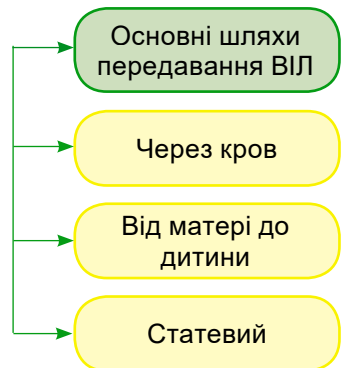 Основні шляхи
передавання ВІЛ
Через кров
Від матері до
дитини
Статевий